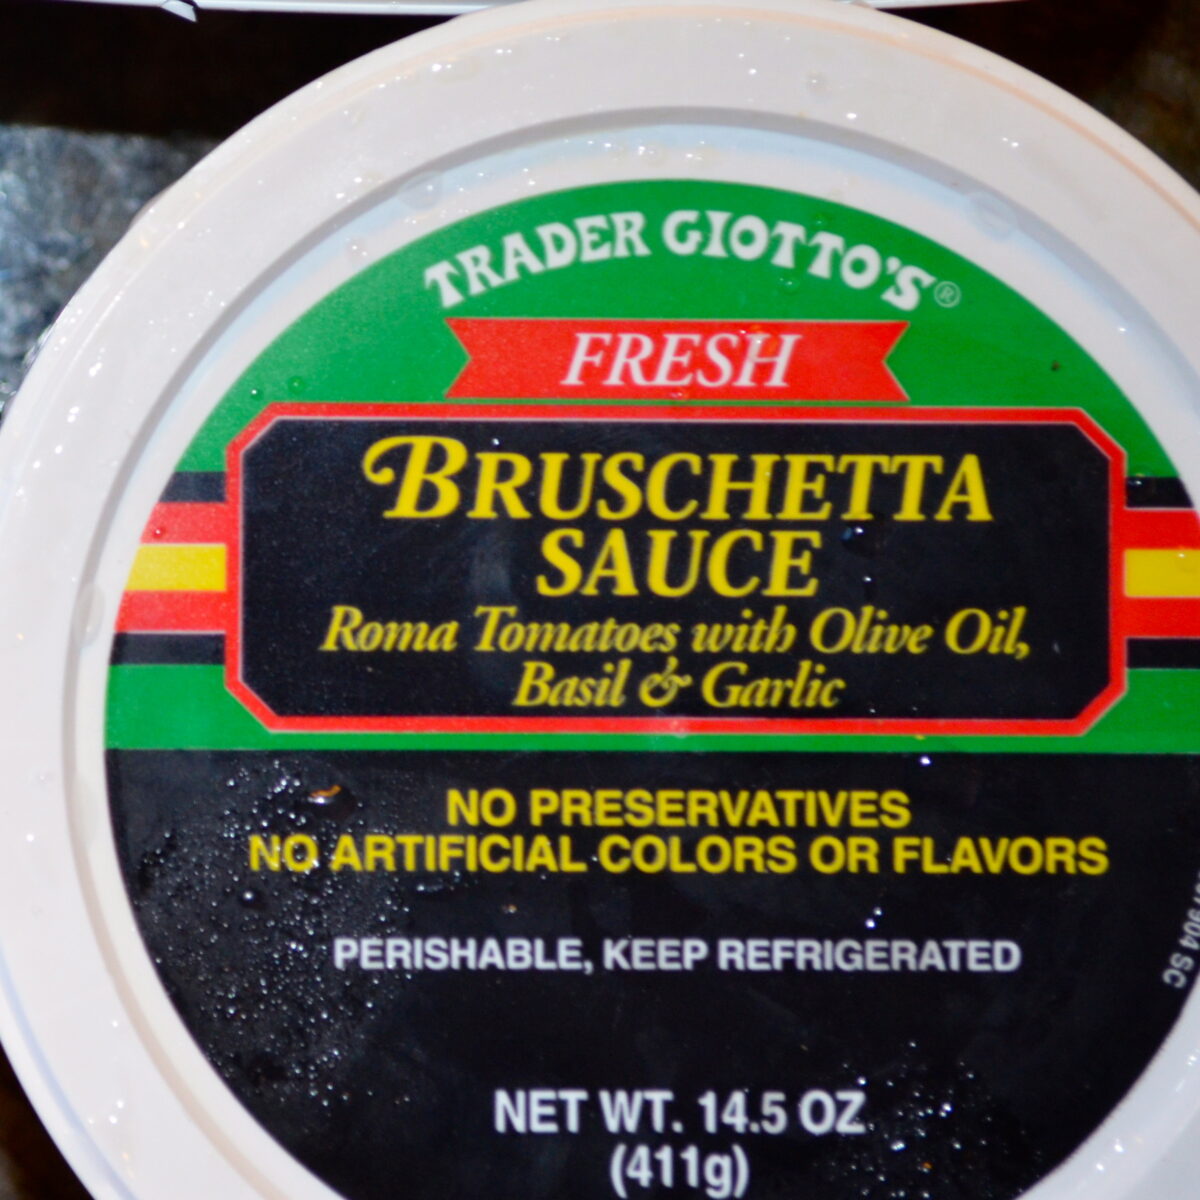 TRADER GIOTTO'S®
FRESH
BRUSCHETTA
SAUCE
Roma Tomatoes with Olive Oil,
Basil & Garlic
NO PRESERVATIVES
NO ARTIFICIAL COLORS OR FLAVORS
PERISHABLE, KEEP REFRIGERATED
NET WT. 14.5 OZ
(411g)
SC